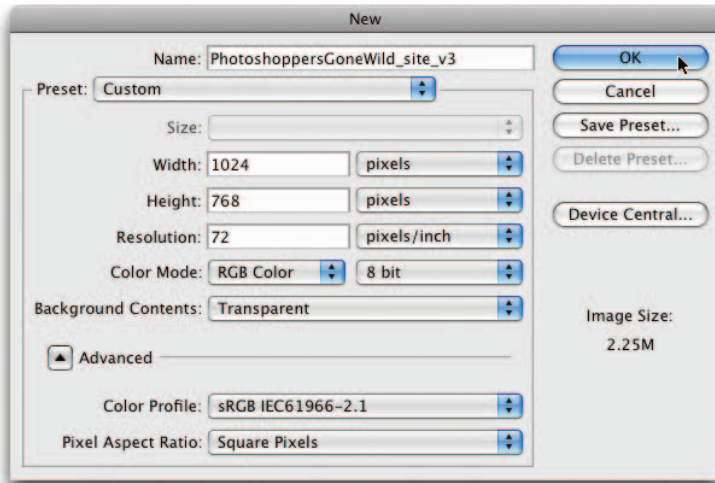 New
Name: PhotoshoppersGoneWild_site_v3
OK
Preset: Custom
Cancel
Size:
Save Preset...
Width: 1024 pixels
Delete Preset...
Height: 768 pixels
Device Central...
Resolution: 72 pixels/inch
Color Mode: RGB Color 8 bit
Background Contents: Transparent
Image Size:
2.25M
Advanced
Color Profile: sRGB IEC61966-2.1
Pixel Aspect Ratio: Square Pixels